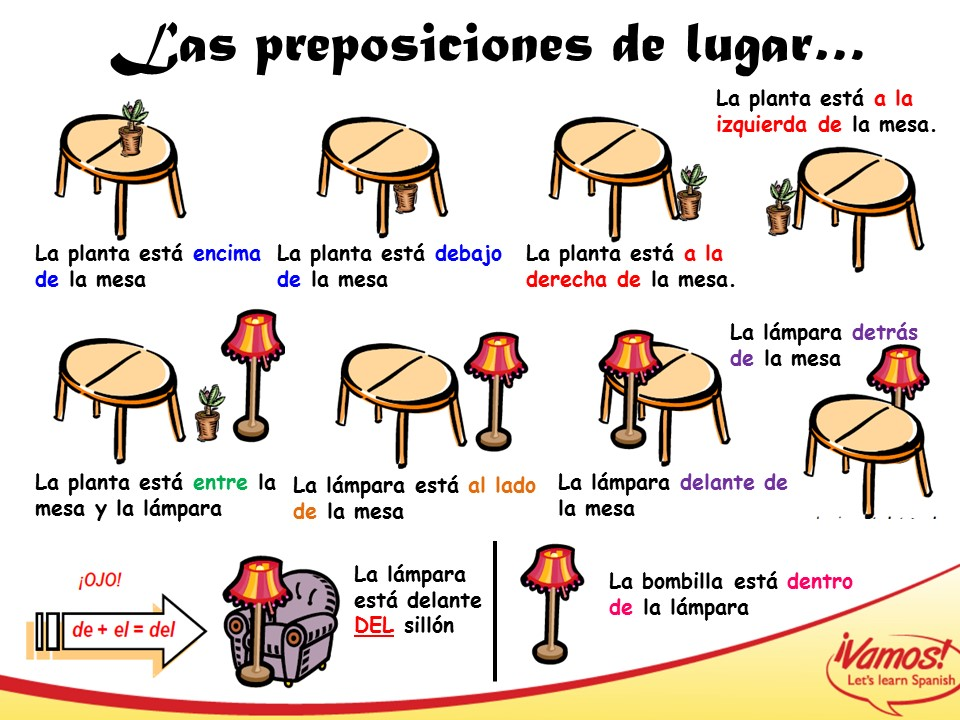 Las preposiciones de lugar...
La planta está a la
izquierda de la mesa.
La planta está encima
de la mesa
La planta está debajo
de la mesa
La planta está a la
derecha de la mesa.
La lámpara detrás
de la mesa
La planta está entre la
mesa y la lámpara
La lámpara está al lado
de la mesa
La lámpara delante de
la mesa
¡OJO!
de + el = del
La lámpara
está delante
DEL sillón
La bombilla está dentro
de la lámpara
¡Vamos!
Let's learn Spanish